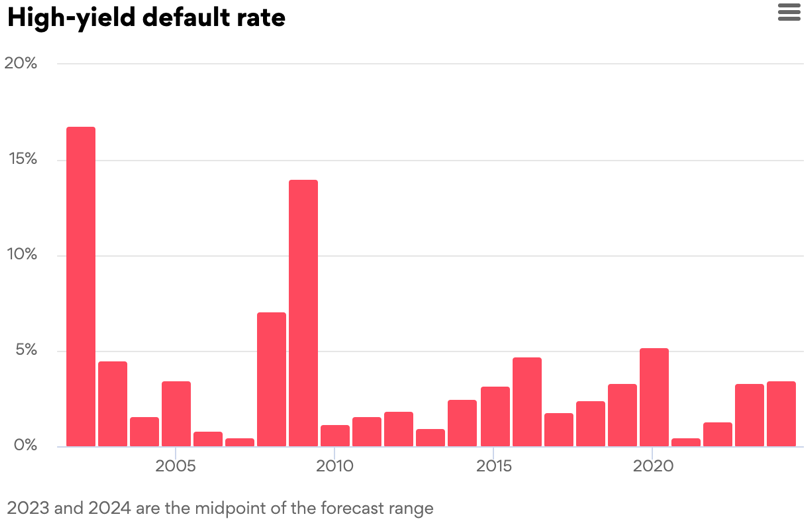 High-yield default rate
20%
15%
10%
5%
0%
2005 2010 2015 2020
2023 and 2024 are the midpoint of the forecast range